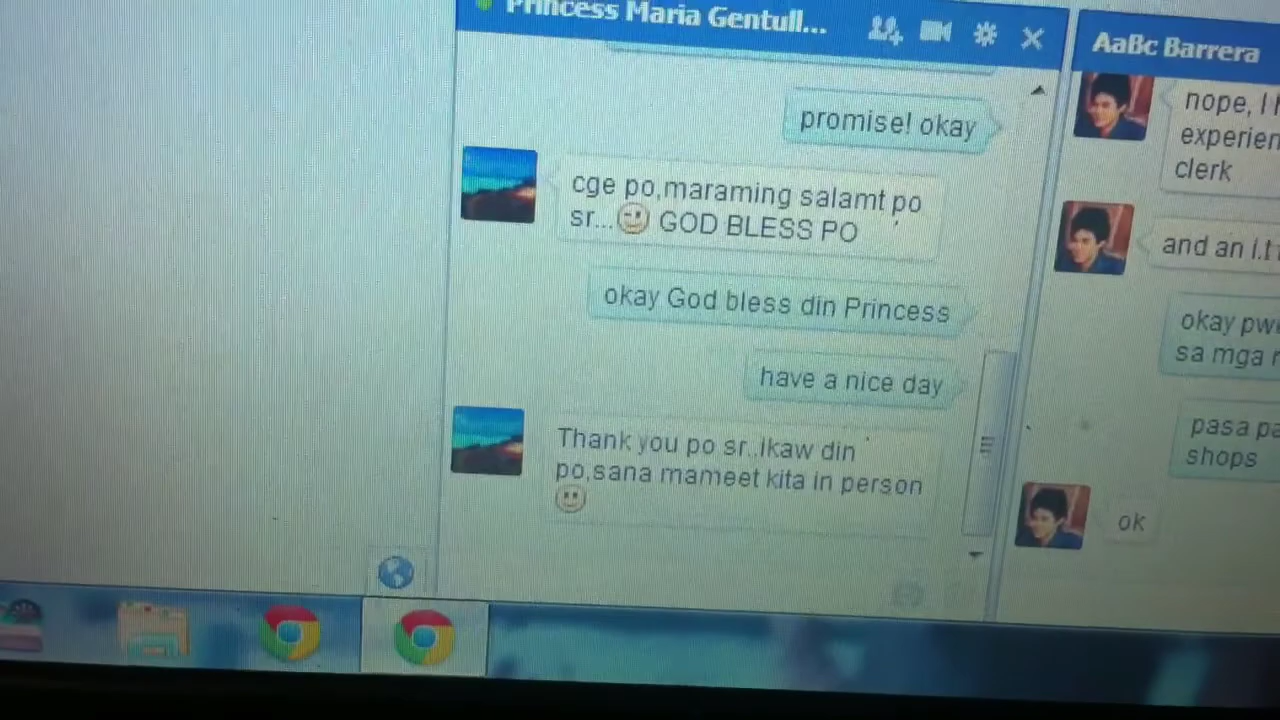 Princess Maria Gentull...
promise! okay
cge po,maraming salamt po
sr... GOD BLESS PO
okay God bless din Princess
have a nice day
Thank you po sr..ikaw din
po,sana mameet kita in person
AaBc Barrera
nope, I
experien
clerk
and an i.t
okay pw
sa mga
pasa pa
shops
ok